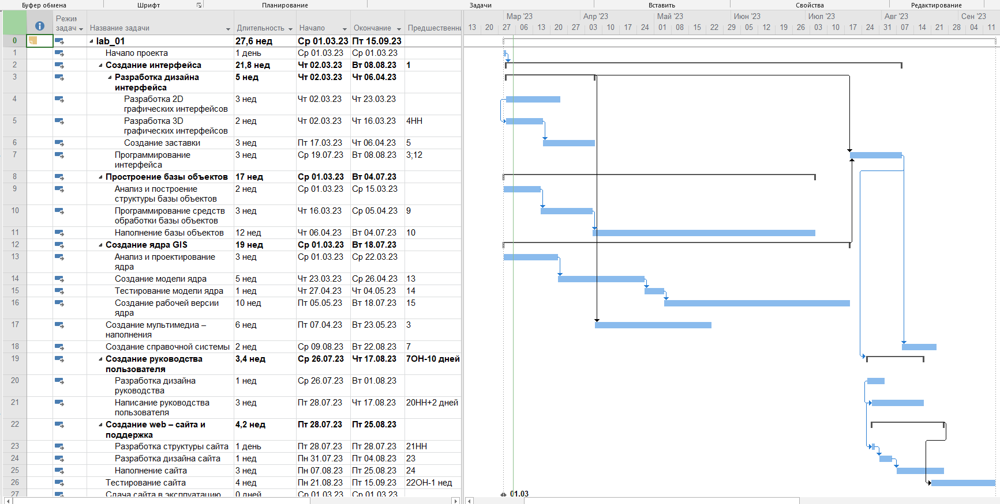 Буфер обмена Шрифт Планирование Задачи Вставить Свойства Редактирование
Режим задач Название задачи Длительность Начало Окончание Предшественни
Мар '23 Апр '23 Май '23 Июн '23 Июл '23 Авг '23 Сен '23
13 20 27 06 13 20 27 03 10 17 24 01 08 15 22 29 05 12 19 26 03 10 17 24 31 07 14 21 28 04 11
0 lab_01 27,6 нед Ср 01.03.23 Пт 15.09.23
1 Начало проекта 1 день Ср 01.03.23 Ср 01.03.23
2 Создание интерфейса 21,8 нед Чт 02.03.23 Вт 08.08.23 1
3 Разработка дизайна 5 нед Чт 02.03.23 Чт 06.04.23
интерфейса
4 Разработка 2D 3 нед Чт 02.03.23 Чт 23.03.23
графических интерфейсов
5 Разработка 3D 2 нед Чт 02.03.23 Чт 16.03.23 4НН
графических интерфейсов
6 Создание заставки 3 нед Пт 17.03.23 Чт 06.04.23 5
7 Программирование 3 нед Ср 19.07.23 Вт 08.08.23 3;12
интерфейса
8 Простроение базы объектов 17 нед Ср 01.03.23 Вт 04.07.23
9 Анализ и построение 2 нед Ср 01.03.23 Ср 15.03.23
структуры базы объектов
10 Программирование средств 3 нед Чт 16.03.23 Ср 05.04.23 9
обработки базы объектов
11 Наполнение базы объектов 12 нед Чт 06.04.23 Вт 04.07.23 10
12 Создание ядра GIS 19 нед Ср 01.03.23 Вт 18.07.23
13 Анализ и проектирование 3 нед Ср 01.03.23 Ср 22.03.23
ядра
14 Создание модели ядра 5 нед Чт 23.03.23 Ср 26.04.23 13
15 Тестирование модели ядра 1 нед Чт 27.04.23 Чт 04.05.23 14
16 Создание рабочей версии 10 нед Пт 05.05.23 Вт 18.07.23 15
ядра
17 Создание мультимедиа – 6 нед Пт 07.04.23 Вт 23.05.23 3
наполнения
18 Создание справочной системы 2 нед Ср 09.08.23 Вт 22.08.23 7
19 Создание руководства 3,4 нед Ср 26.07.23 Чт 17.08.23 7ОН-10 дней
пользователя
20 Разработка дизайна 1 нед Ср 26.07.23 Вт 01.08.23
руководства
21 Написание руководства 3 нед Пт 28.07.23 Чт 17.08.23 20НН+2 дней
пользователя
22 Создание web – сайта и 4,2 нед Пт 28.07.23 Пт 25.08.23
поддержка
23 Разработка структуры сайта 1 день Пт 28.07.23 Пт 28.07.23 21НН
24 Разработка дизайна сайта 1 нед Пн 31.07.23 Пт 04.08.23 23
25 Наполнение сайта 3 нед Пн 07.08.23 Пт 25.08.23 24
26 Тестирование сайта 4 нед Пн 21.08.23 Пт 15.09.23 22ОН-1 нед
27 Сдача сайта в эксплуатацию 0 дней Ср 01.03.23 Ср 01.03.23 01.03